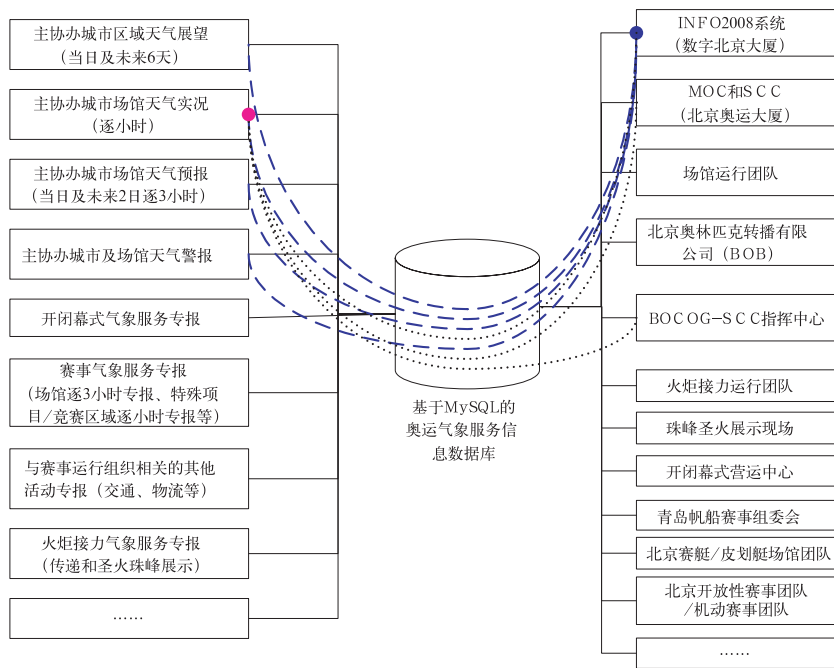 主协办城市区域天气展望
（当日及未来6天）
主协办城市场馆天气实况
（逐小时）
主协办城市场馆天气预报
（当日及未来2日逐3小时）
主协办城市及场馆天气警报
开闭幕式气象服务专报
赛事气象服务专报
（场馆逐3小时专报、特殊项
目/竞赛区域逐小时专报等）
与赛事运行组织相关的其他
活动专报（交通、物流等）
火炬接力气象服务专报
（传递和圣火珠峰展示）
……
基于MySQL的
奥运气象服务信
息数据库
INFO2008系统
（数字北京大厦）
MOC和SCC
（北京奥运大厦）
场馆运行团队
北京奥林匹克转播有限
公司（BOB）
BOCOG-SCC指挥中心
火炬接力运行团队
珠峰圣火展示现场
开闭幕式营运中心
青岛帆船赛事组委会
北京赛艇/皮划艇场馆团队
北京开放性赛事团队
/机动赛事团队
……